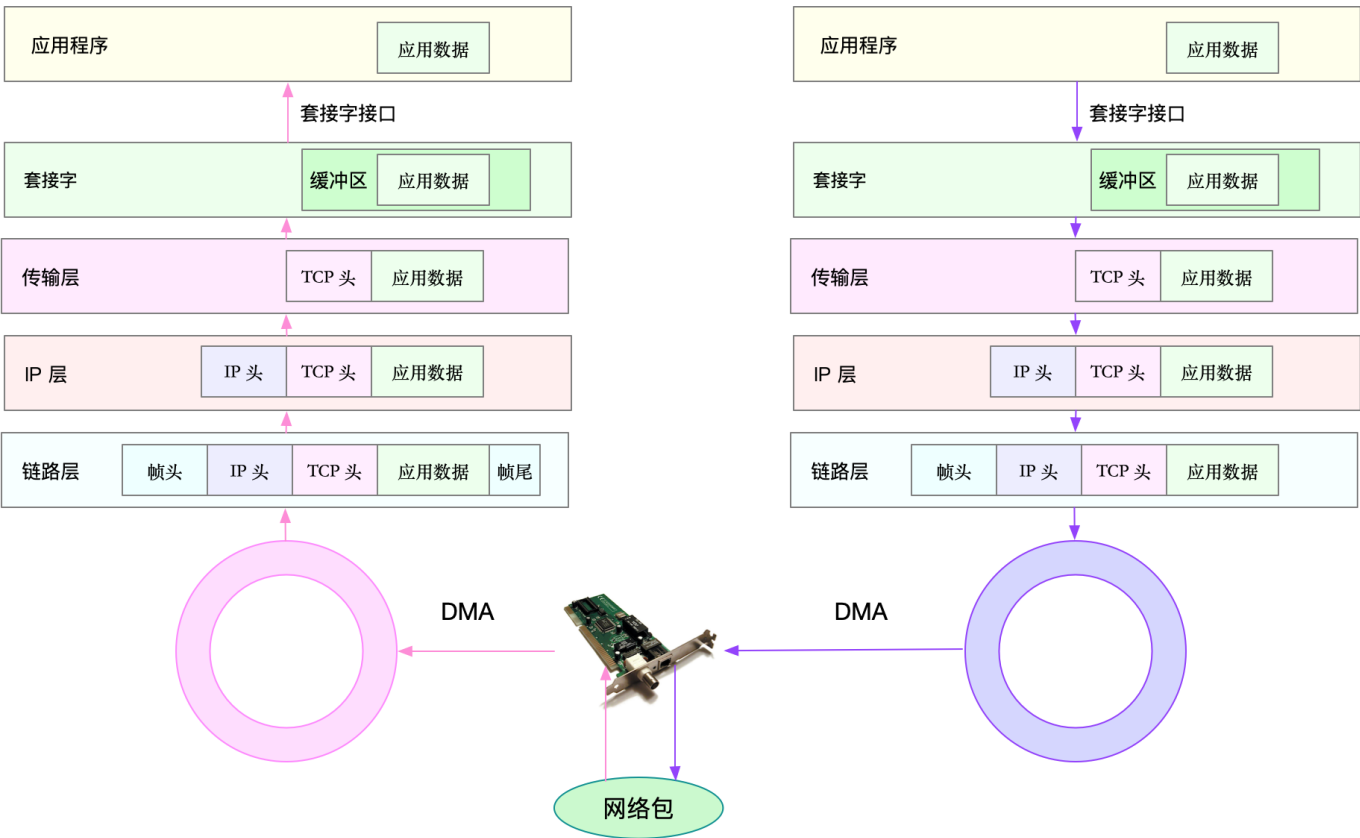 应用程序
应用数据
套接字接口
套接字
缓冲区
应用数据
传输层
TCP 头
应用数据
IP 层
IP 头
TCP 头
应用数据
链路层
帧头
IP 头
TCP 头
应用数据
帧尾
DMA
应用程序
应用数据
套接字接口
套接字
缓冲区
应用数据
传输层
TCP 头
应用数据
IP 层
IP 头
TCP 头
应用数据
链路层
帧头
IP 头
TCP 头
应用数据
DMA
网络包